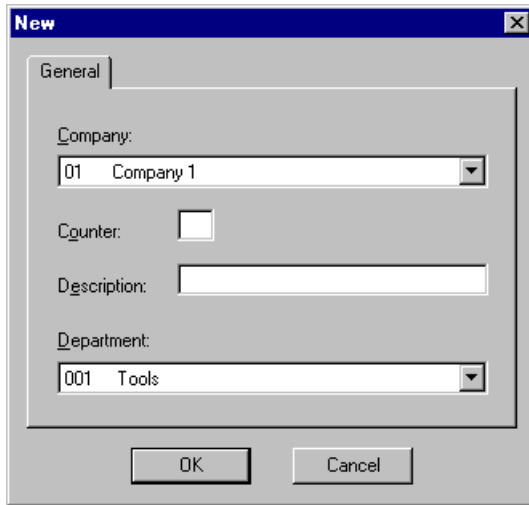 New
General
Company:
01 Company 1
Counter:
Description:
Department:
001 Tools
OK Cancel